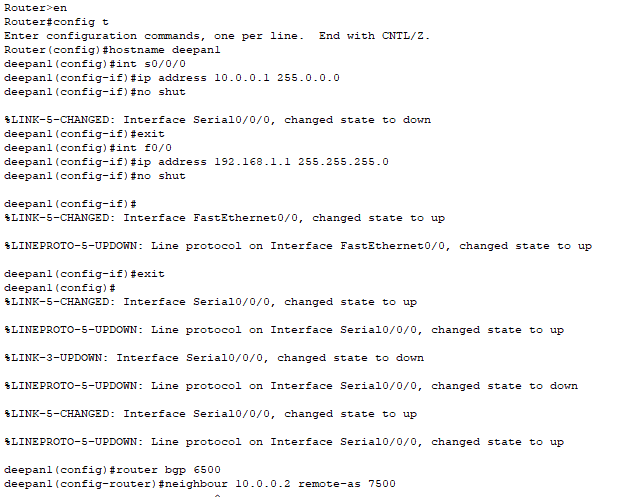 Router>en
Router#config t
Enter configuration commands, one per line.  End with CNTL/Z.
Router(config)#hostname deepan1
deepan1(config)#int s0/0/0
deepan1(config-if)#ip address 10.0.0.1 255.0.0.0
deepan1(config-if)#no shut
%LINK-5-CHANGED: Interface Serial0/0/0, changed state to down
deepan1(config-if)#exit
deepan1(config)#int f0/0
deepan1(config-if)#ip address 192.168.1.1 255.255.255.0
deepan1(config-if)#no shut
deepan1(config-if)#
%LINK-5-CHANGED: Interface FastEthernet0/0, changed state to up
%LINEPROTO-5-UPDOWN: Line protocol on Interface FastEthernet0/0, changed state to up
deepan1(config-if)#exit
deepan1(config)#
%LINK-5-CHANGED: Interface Serial0/0/0, changed state to up
%LINEPROTO-5-UPDOWN: Line protocol on Interface Serial0/0/0, changed state to up
%LINK-3-UPDOWN: Interface Serial0/0/0, changed state to down
%LINEPROTO-5-UPDOWN: Line protocol on Interface Serial0/0/0, changed state to down
%LINK-5-CHANGED: Interface Serial0/0/0, changed state to up
%LINEPROTO-5-UPDOWN: Line protocol on Interface Serial0/0/0, changed state to up
deepan1(config)#router bgp 6500
deepan1(config-router)#neighbour 10.0.0.2 remote-as 7500